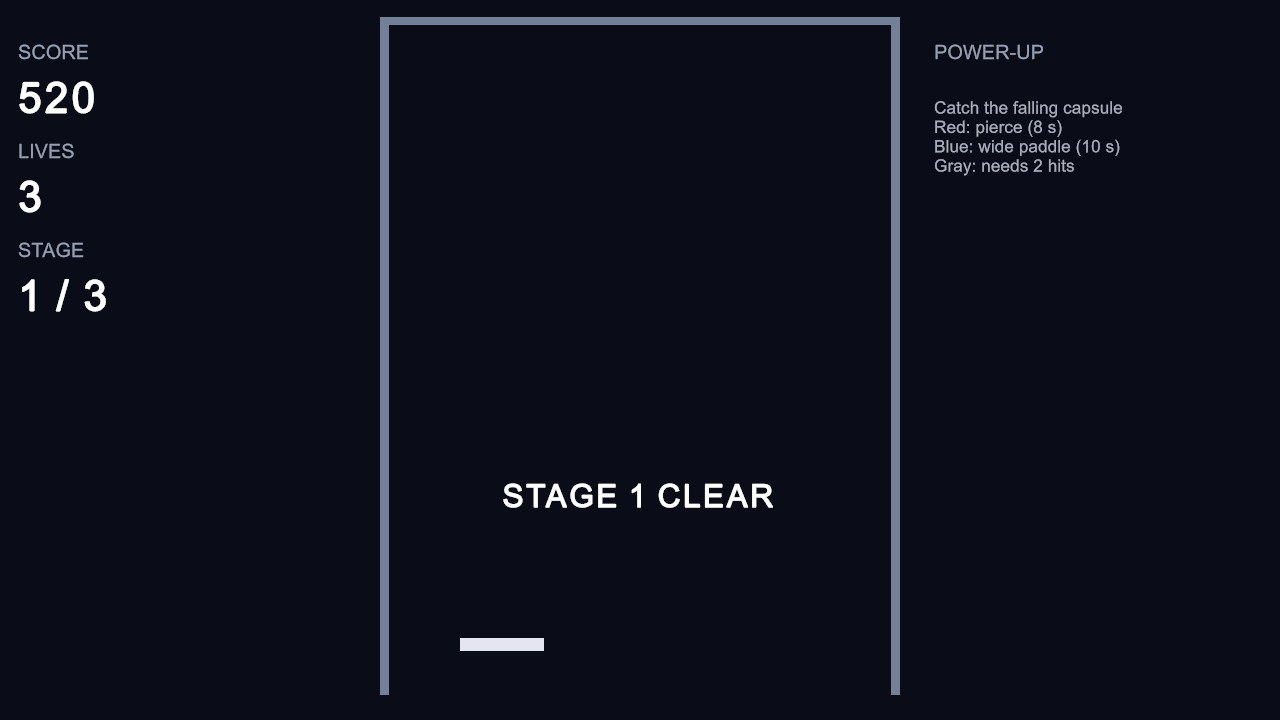 SCORE
520
LIVES
3
STAGE
1 / 3
STAGE 1 CLEAR
POWER-UP
Catch the falling capsule
Red: pierce (8 s)
Blue: wide paddle (10 s)
Gray: needs 2 hits